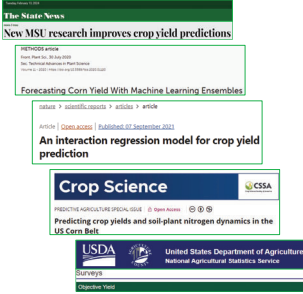 The State News
New MSU research improves crop yield predictions
METHODS article
Front. Plant Sci., 30 July 2020
Sec. Technical Advances in Plant Science
Forecasting Corn Yield With Machine Learning Ensembles
nature > scientific reports > articles > article
Article | Open access | Published: 07 September 2021
An interaction regression model for crop yield
prediction
Crop Science
CSSA
PREDICTIVE AGRICULTURE SPECIAL ISSUE Open Access
Predicting crop yields and soil-plant nitrogen dynamics in the
US Corn Belt
USDA
United States Department of Agriculture
National Agricultural Statistics Service
Surveys
Objective Yield